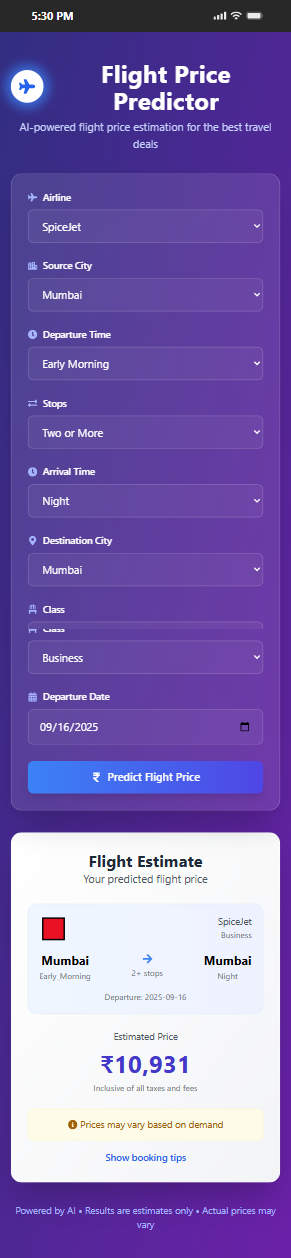 5:30 PM
Flight Price
Predictor
AI-powered flight price estimation for the best travel
deals
Airline
SpiceJet
Source City
Mumbai
Departure Time
Early Morning
Stops
Two or More
Arrival Time
Night
Destination City
Mumbai
Class
Class
Business
Departure Date
09/16/2025
₹ Predict Flight Price
Flight Estimate
Your predicted flight price
SpiceJet
Business
Mumbai → Mumbai
Early_Morning 2+ stops Night
Departure: 2025-09-16
Estimated Price
₹10,931
Inclusive of all taxes and fees
Prices may vary based on demand
Show booking tips
Powered by AI • Results are estimates only • Actual prices may
vary